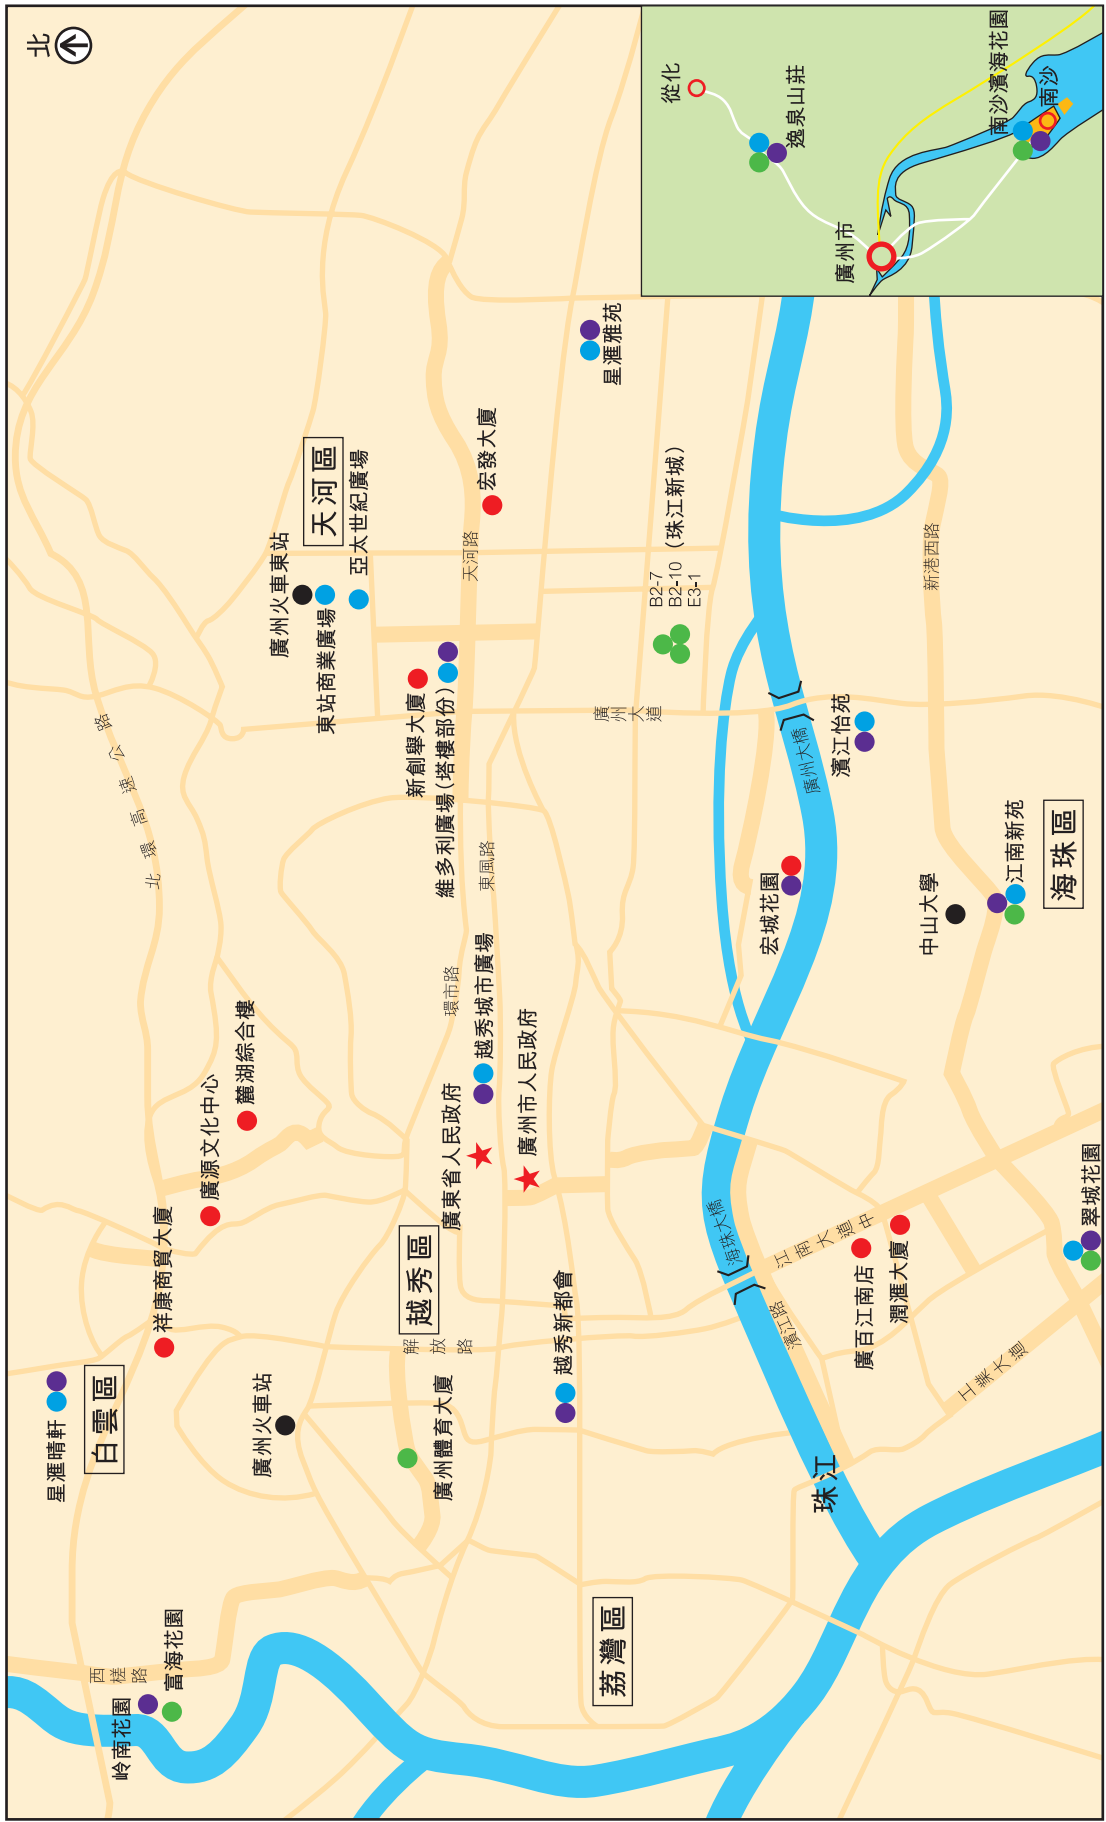 北
從化
逸泉山莊
廣州市
南沙濱海花園
南沙
白雲區
星滙晴軒
祥康商貿大廈
廣源文化中心
麓湖綜合樓
北環高速公路
西槎路
岭南花園
富海花園
廣州火車站
天河區
廣州火車東站
東站商業廣場
亞太世紀廣場
宏發大廈
天河路
新創舉大廈
維多利廣場(塔樓部份)
星滙雅苑
B2-7
B2-10 (珠江新城)
E3-1
廣州大道
越秀區
解放路
廣州體育大廈
環市路
東風路
廣東省人民政府
越秀城市廣場
廣州市人民政府
越秀新都會
荔灣區
珠江
海珠大橋
廣州大橋
宏城花園
濱江怡苑
濱江路
江南大道中
廣百江南店
潤滙大廈
工業大道
新港西路
中山大學
江南新苑
海珠區
翠城花園